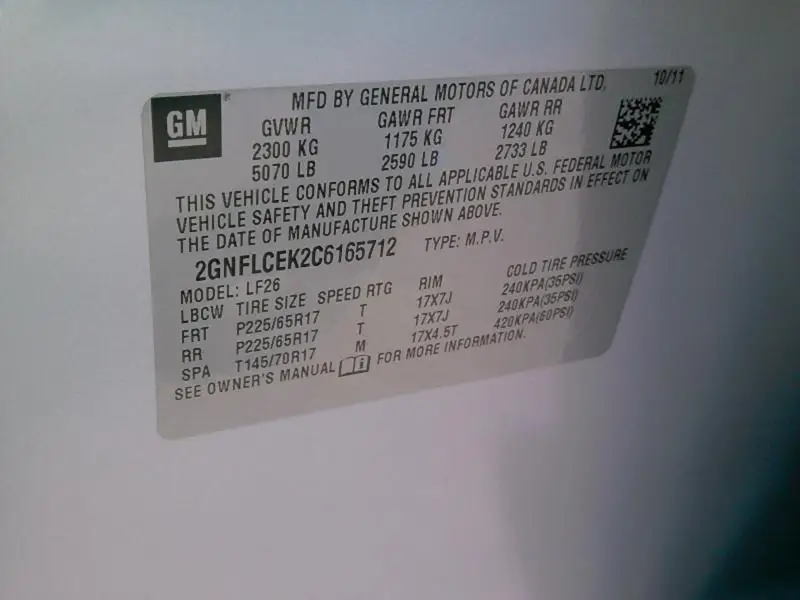 GM
MFD BY GENERAL MOTORS OF CANADA LTD. 10/11
GVWR GAWR FRT GAWR RR
2300 KG 1175 KG 1240 KG
5070 LB 2590 LB 2733 LB
THIS VEHICLE CONFORMS TO ALL APPLICABLE U.S. FEDERAL MOTOR
VEHICLE SAFETY AND THEFT PREVENTION STANDARDS IN EFFECT ON
THE DATE OF MANUFACTURE SHOWN ABOVE.
2GNFLCEK2C6165712 TYPE: M.P.V.
MODEL: LF26
LBCW TIRE SIZE SPEED RTG RIM COLD TIRE PRESSURE
FRT P225/65R17 T 17X7J 240KPA(35PSI)
RR P225/65R17 T 17X7J 240KPA(35PSI)
SPA T145/70R17 M 17X4.5T 420KPA(60PSI)
SEE OWNER'S MANUAL FOR MORE INFORMATION.